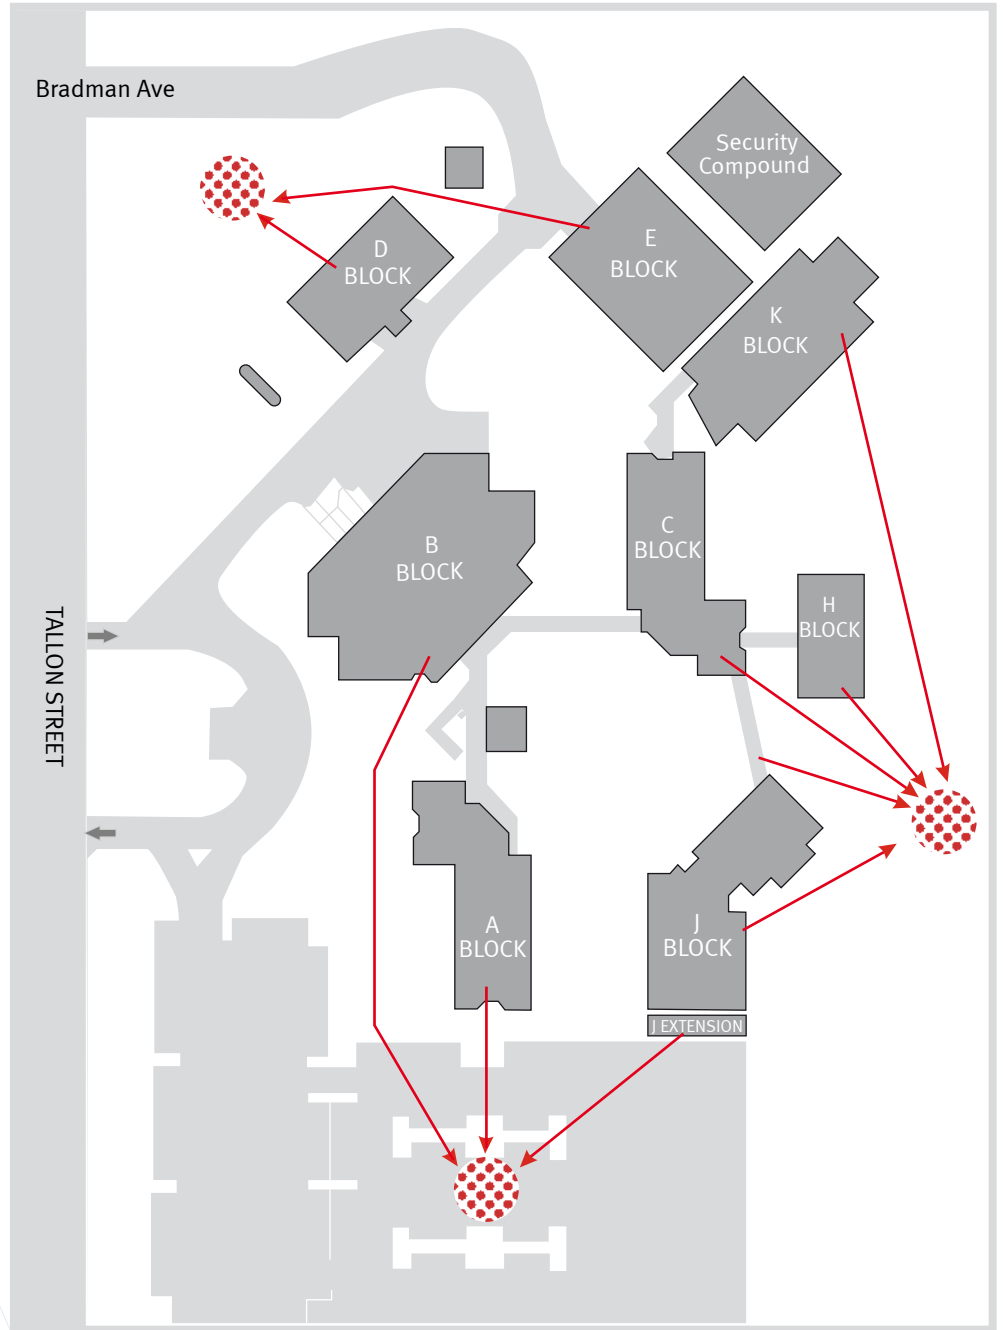 Bradman Ave
Security
Compound
E
BLOCK
D
BLOCK
K
BLOCK
C
BLOCK
B
BLOCK
H
BLOCK
TALLON STREET
A
BLOCK
J
BLOCK
J EXTENSION